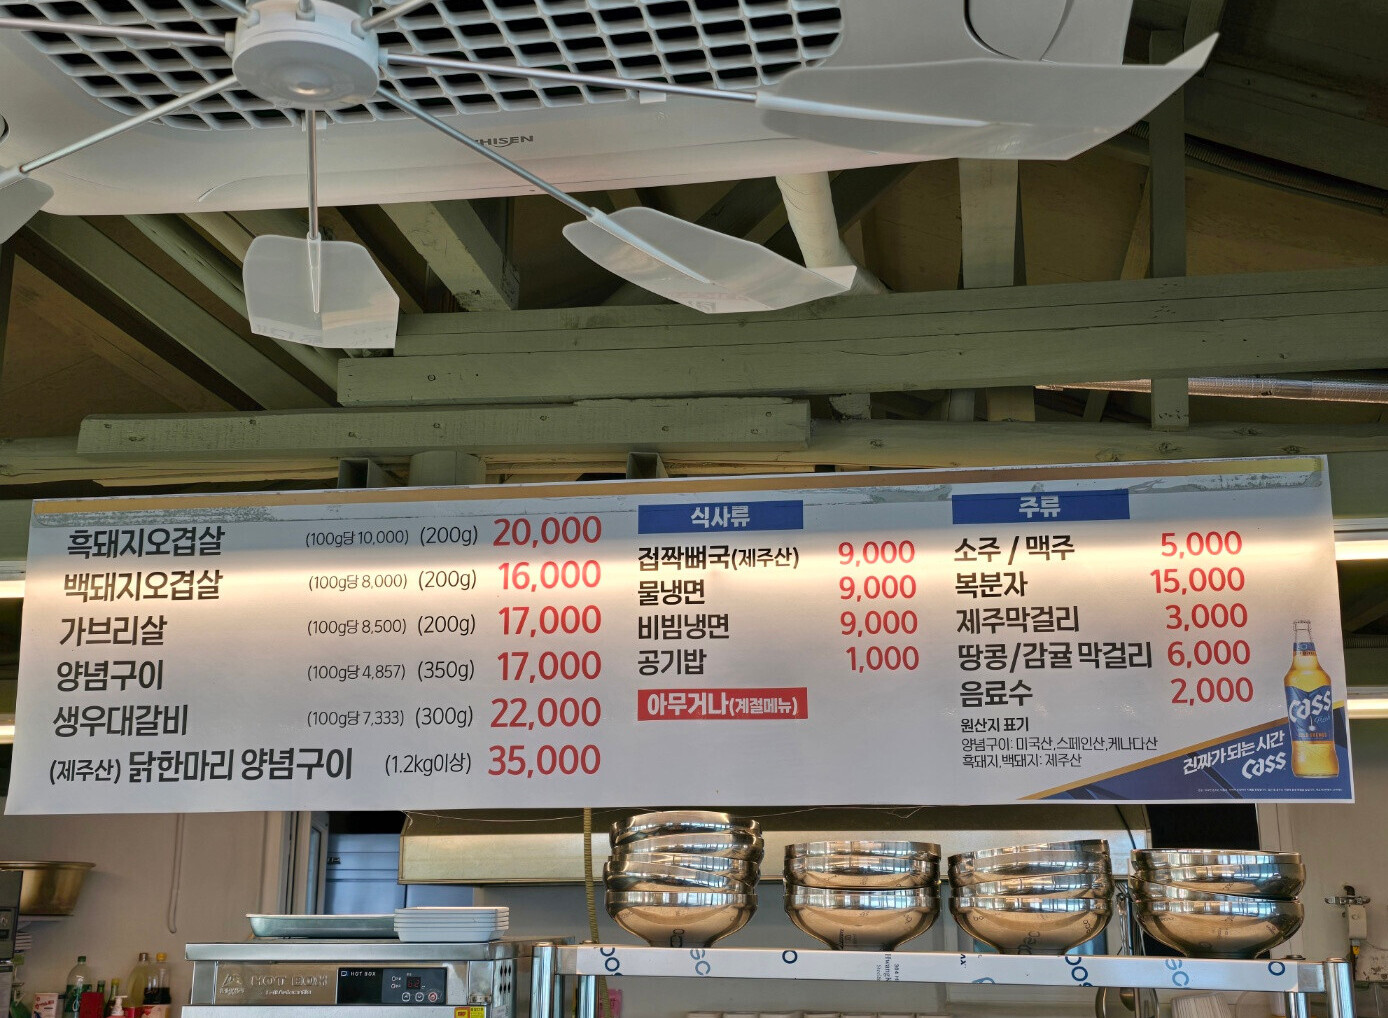 WHISEN
흑돼지오겹살 (100g당 10,000) (200g) 20,000
백돼지오겹살 (100g당 8,000) (200g) 16,000
가브리살 (100g당 8,500) (200g) 17,000
양념구이 (100g당 4,857) (350g) 17,000
생우대갈비 (100g당 7,333) (300g) 22,000
(제주산) 닭한마리 양념구이 (1.2kg이상) 35,000
식사류
접짝뼈국(제주산) 9,000
물냉면 9,000
비빔냉면 9,000
공기밥 1,000
아무거나(계절메뉴)
주류
소주 / 맥주 5,000
복분자 15,000
제주막걸리 3,000
땅콩/감귤 막걸리 6,000
음료수 2,000
원산지 표기
양념구이: 미국산,스페인산,케나다산
흑돼지,백돼지: 제주산
진짜가 되는 시간
Cass
Cass
HOT BOX
HOT BOX